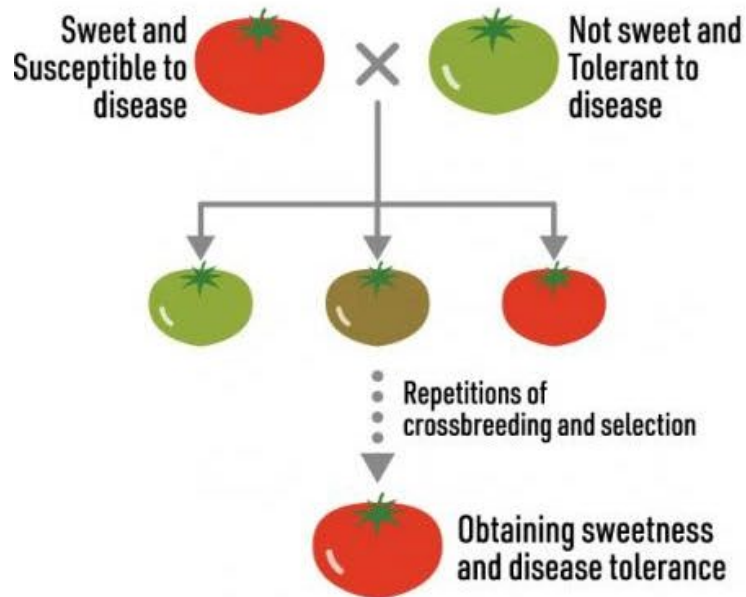 Sweet and
Susceptible to
disease
Not sweet and
Tolerant to
disease
Repetitions of
crossbreeding and selection
Obtaining sweetness
and disease tolerance